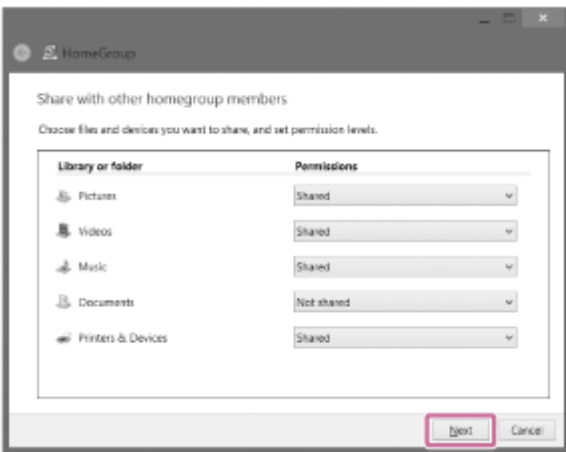 HomeGroup
Share with other homegroup members
Choose files and devices you want to share, and set permission levels.
Library or folder Permissions
Pictures Shared
Videos Shared
Music Shared
Documents Not shared
Printers & Devices Shared
Next Cancel